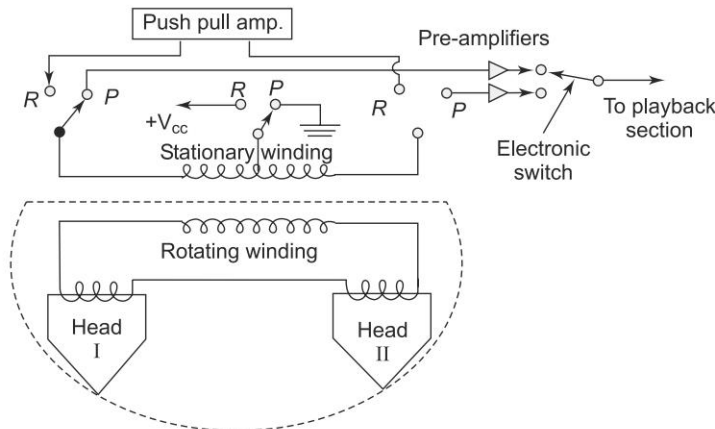 Push pull amp.
Pre-amplifiers
R
P
R
P
R
P
+Vcc
To playback
section
Electronic
switch
Stationary winding
Rotating winding
Head
I
Head
II